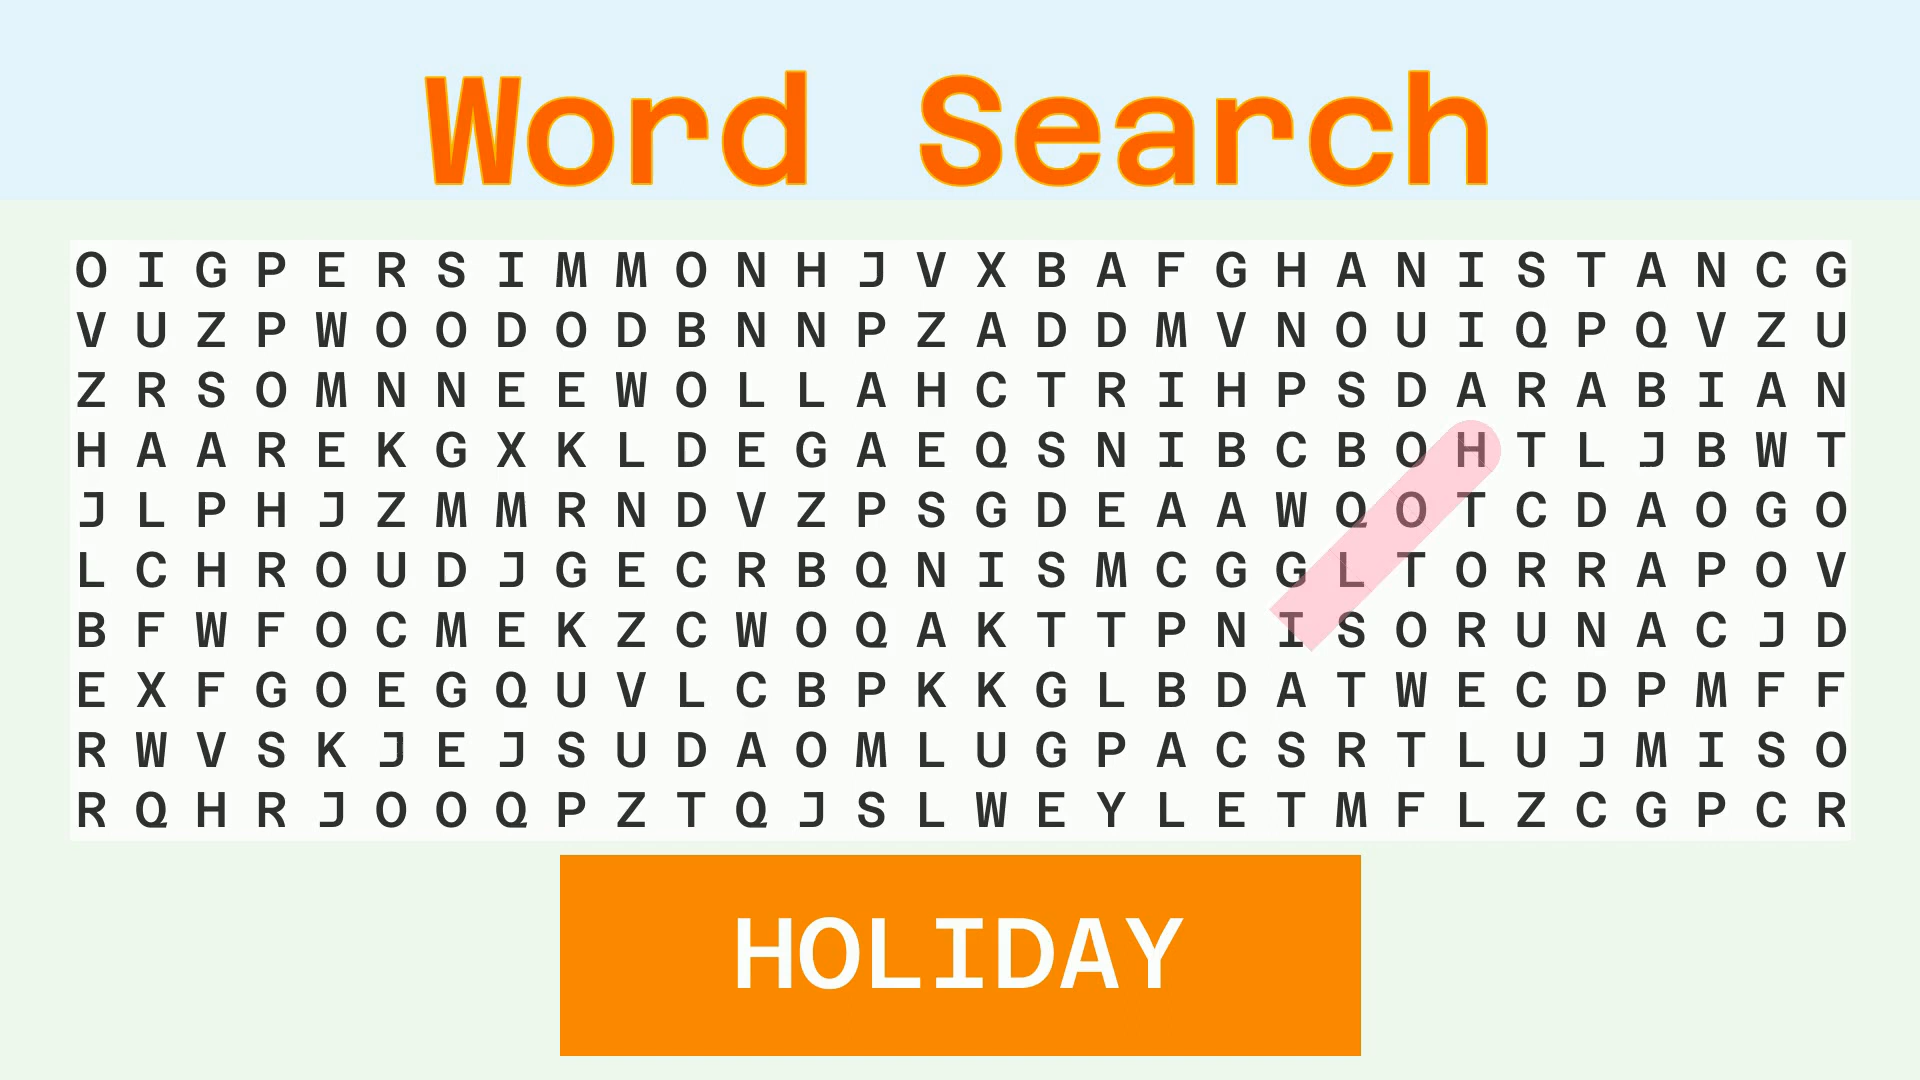 Word Search
O I G P E R S I M M O N H J V X B A F G H A N I S T A N C G
V U Z P W O O D O D B N N P Z A D D M V N O U I Q P Q V Z U
Z R S O M N N E E W O L L A H C T R I H P S D A R A B I A N
H A A R E K G X K L D E G A E Q S N I B C B O H T L J B W T
J L P H J Z M M R N D V Z P S G D E A A W Q O T C D A O G O
L C H R O U D J G E C R B Q N I S M C G G L T O R R A P O V
B F W F O C M E K Z C W O Q A K T T P N I S O R U N A C J D
E X F G O E G Q U V L C B P K K G L B D A T W E C D P M F F
R W V S K J E J S U D A O M L U G P A C S R T L U J M I S O
R Q H R J O O Q P Z T Q J S L W E Y L E T M F L Z C G P C R
HOLIDAY